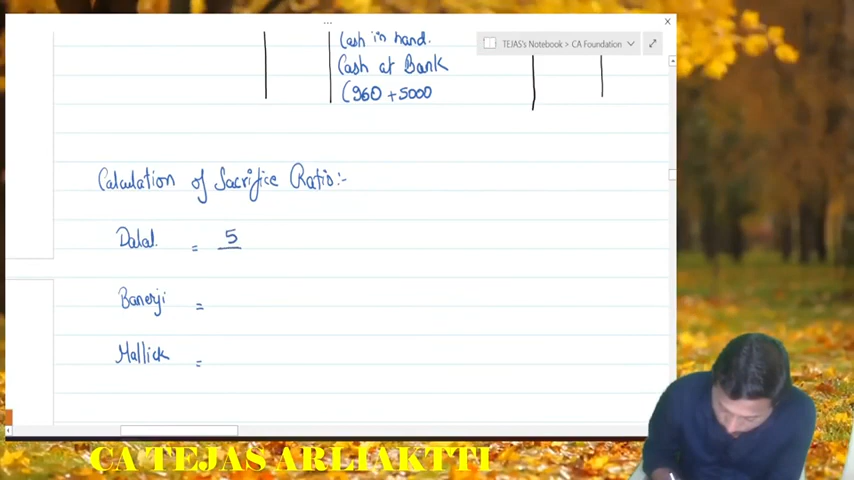 Cash in hand.
TEJAS's Notebook > CA Foundation
Cash at Bank
(960 + 5000
Calculation of Sacrifice Ratio:-
Dalal. = 5
Banerji =
Mallick =
CA TEJAS ARLIAKTTI